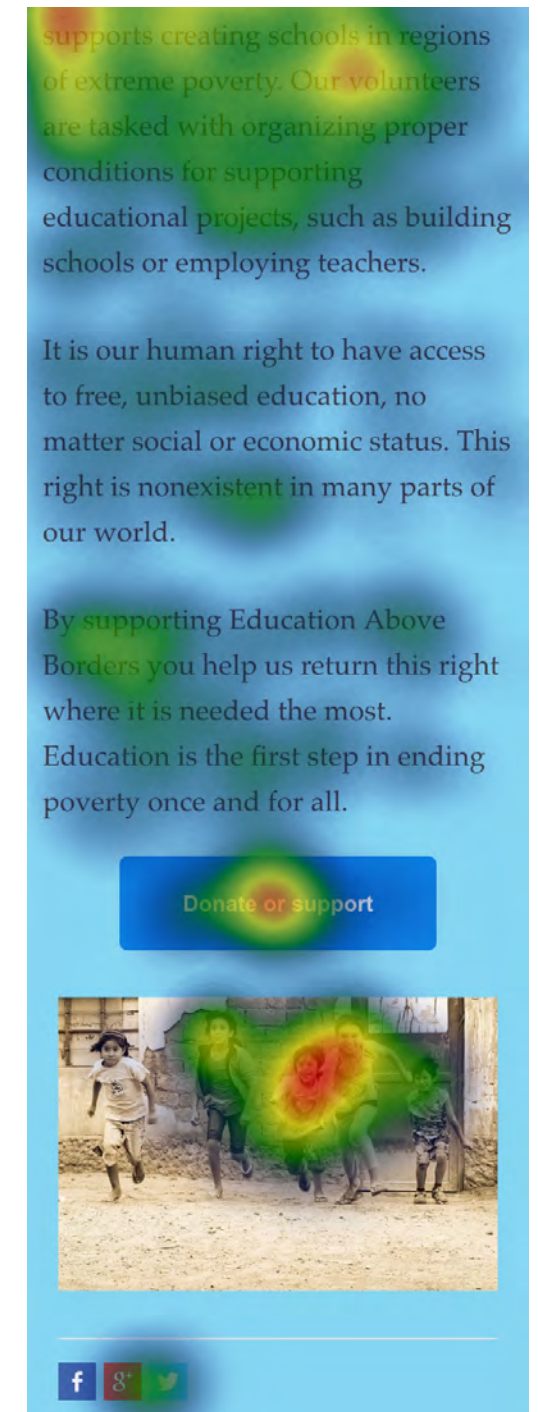 supports creating schools in regions
of extreme poverty. Our volunteers
are tasked with organizing proper
conditions for supporting
educational projects, such as building
schools or employing teachers.
It is our human right to have access
to free, unbiased education, no
matter social or economic status. This
right is nonexistent in many parts of
our world.
By supporting Education Above
Borders you help us return this right
where it is needed the most.
Education is the first step in ending
poverty once and for all.
Donate or support
f g+